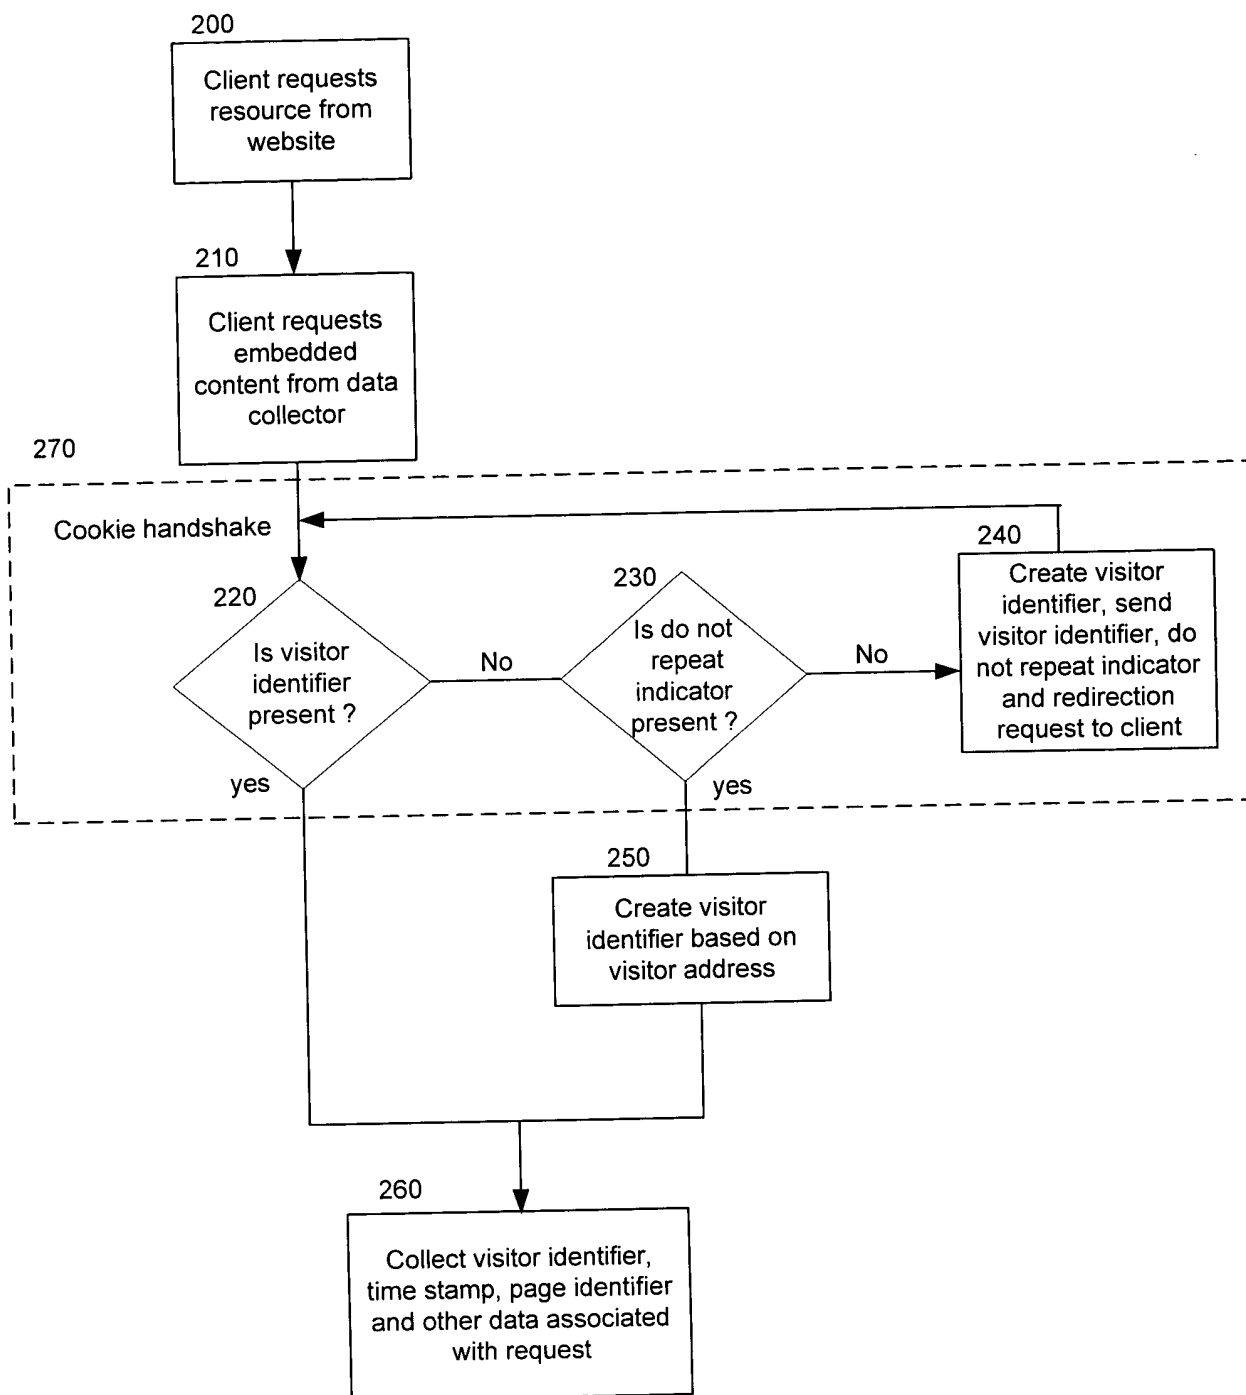 200
Client requests
resource from
website
210
Client requests
embedded
content from data
collector
270
Cookie handshake
220
Is visitor
identifier
present ?
yes
No
230
Is do not
repeat
indicator
present ?
yes
No
240
Create visitor
identifier, send
visitor identifier, do
not repeat indicator
and redirection
request to client
250
Create visitor
identifier based on
visitor address
260
Collect visitor identifier,
time stamp, page identifier
and other data associated
with request